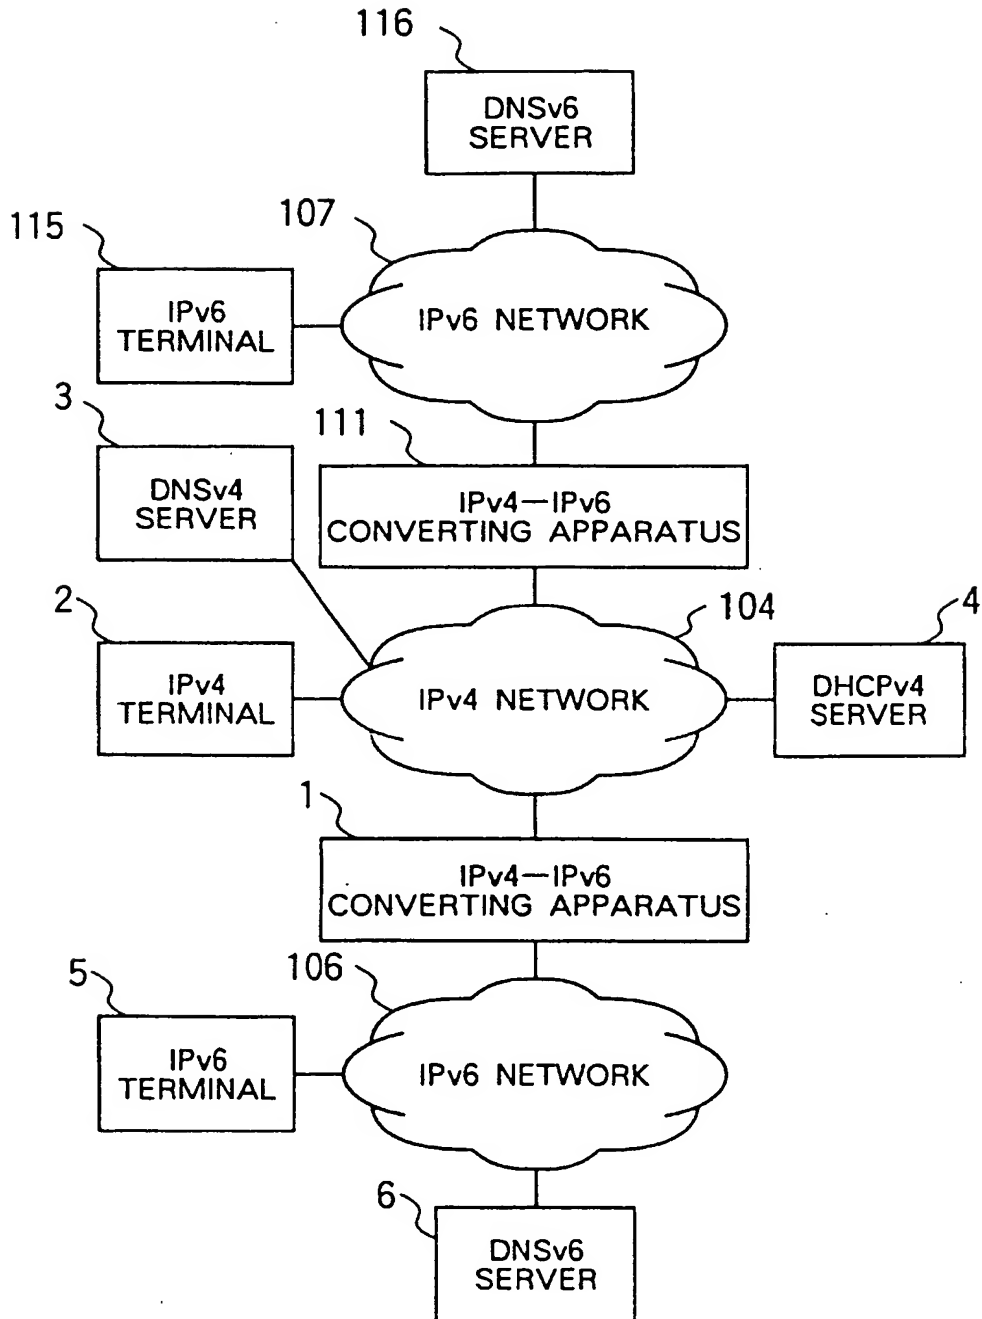 116
DNSv6
SERVER
107
115
IPv6
TERMINAL
IPv6 NETWORK
3
111
DNSv4
SERVER
IPv4—IPv6
CONVERTING APPARATUS
2
104
4
IPv4
TERMINAL
IPv4 NETWORK
DHCPv4
SERVER
1
IPv4—IPv6
CONVERTING APPARATUS
5
106
IPv6
TERMINAL
IPv6 NETWORK
6
DNSv6
SERVER